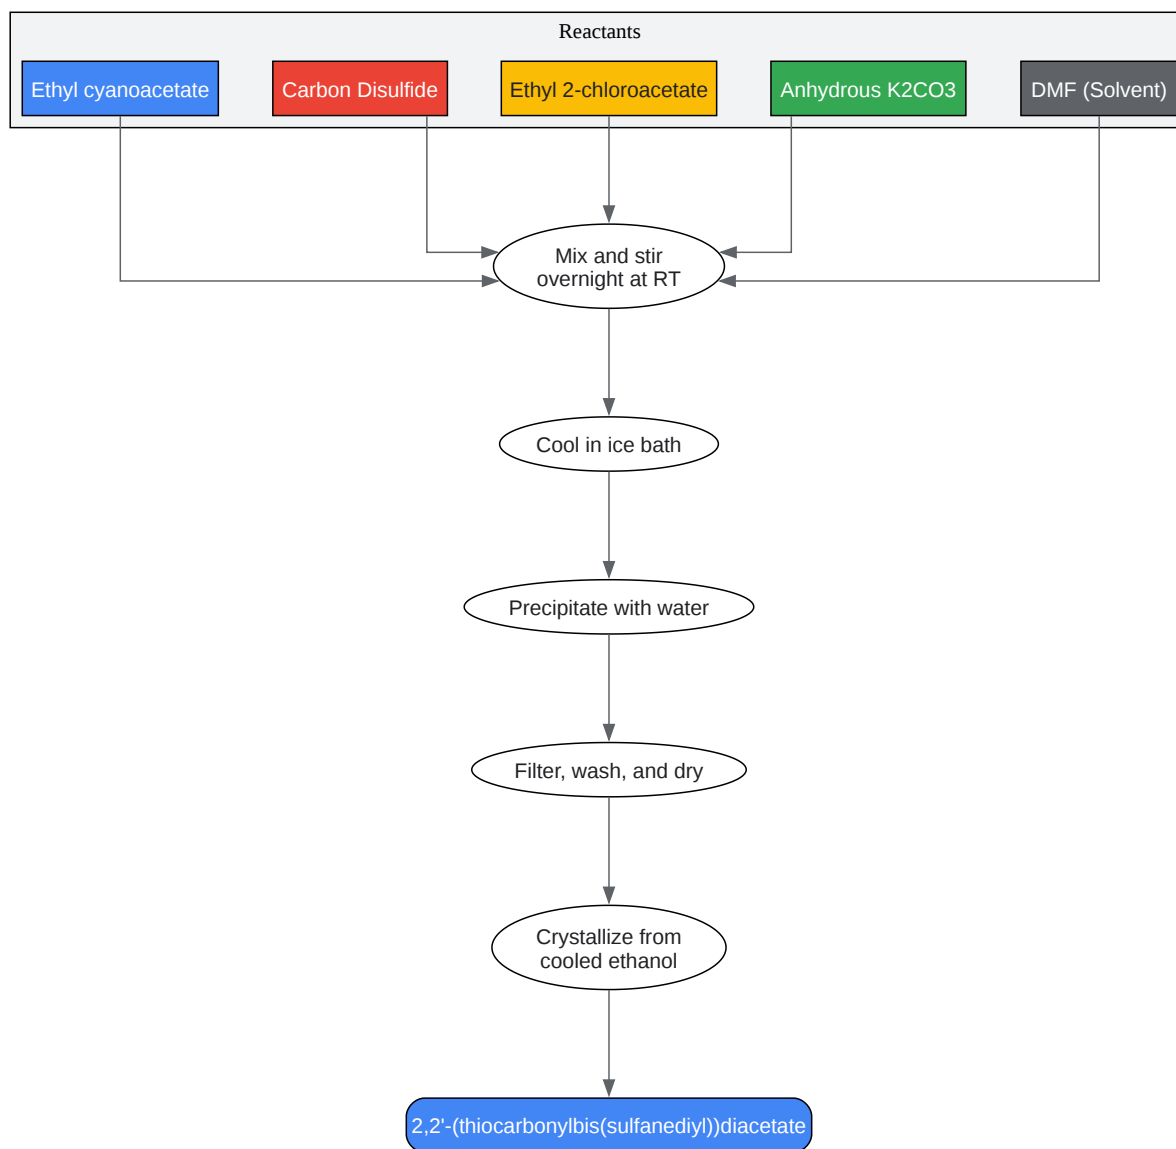 Reactants
Ethyl cyanoacetate
Carbon Disulfide
Ethyl 2-chloroacetate
Anhydrous K2CO3
DMF (Solvent)
Mix and stir
overnight at RT
Cool in ice bath
Precipitate with water
Filter, wash, and dry
Crystallize from
cooled ethanol
2,2'-(thiocarbonylbis(sulfanediyl))diacetate